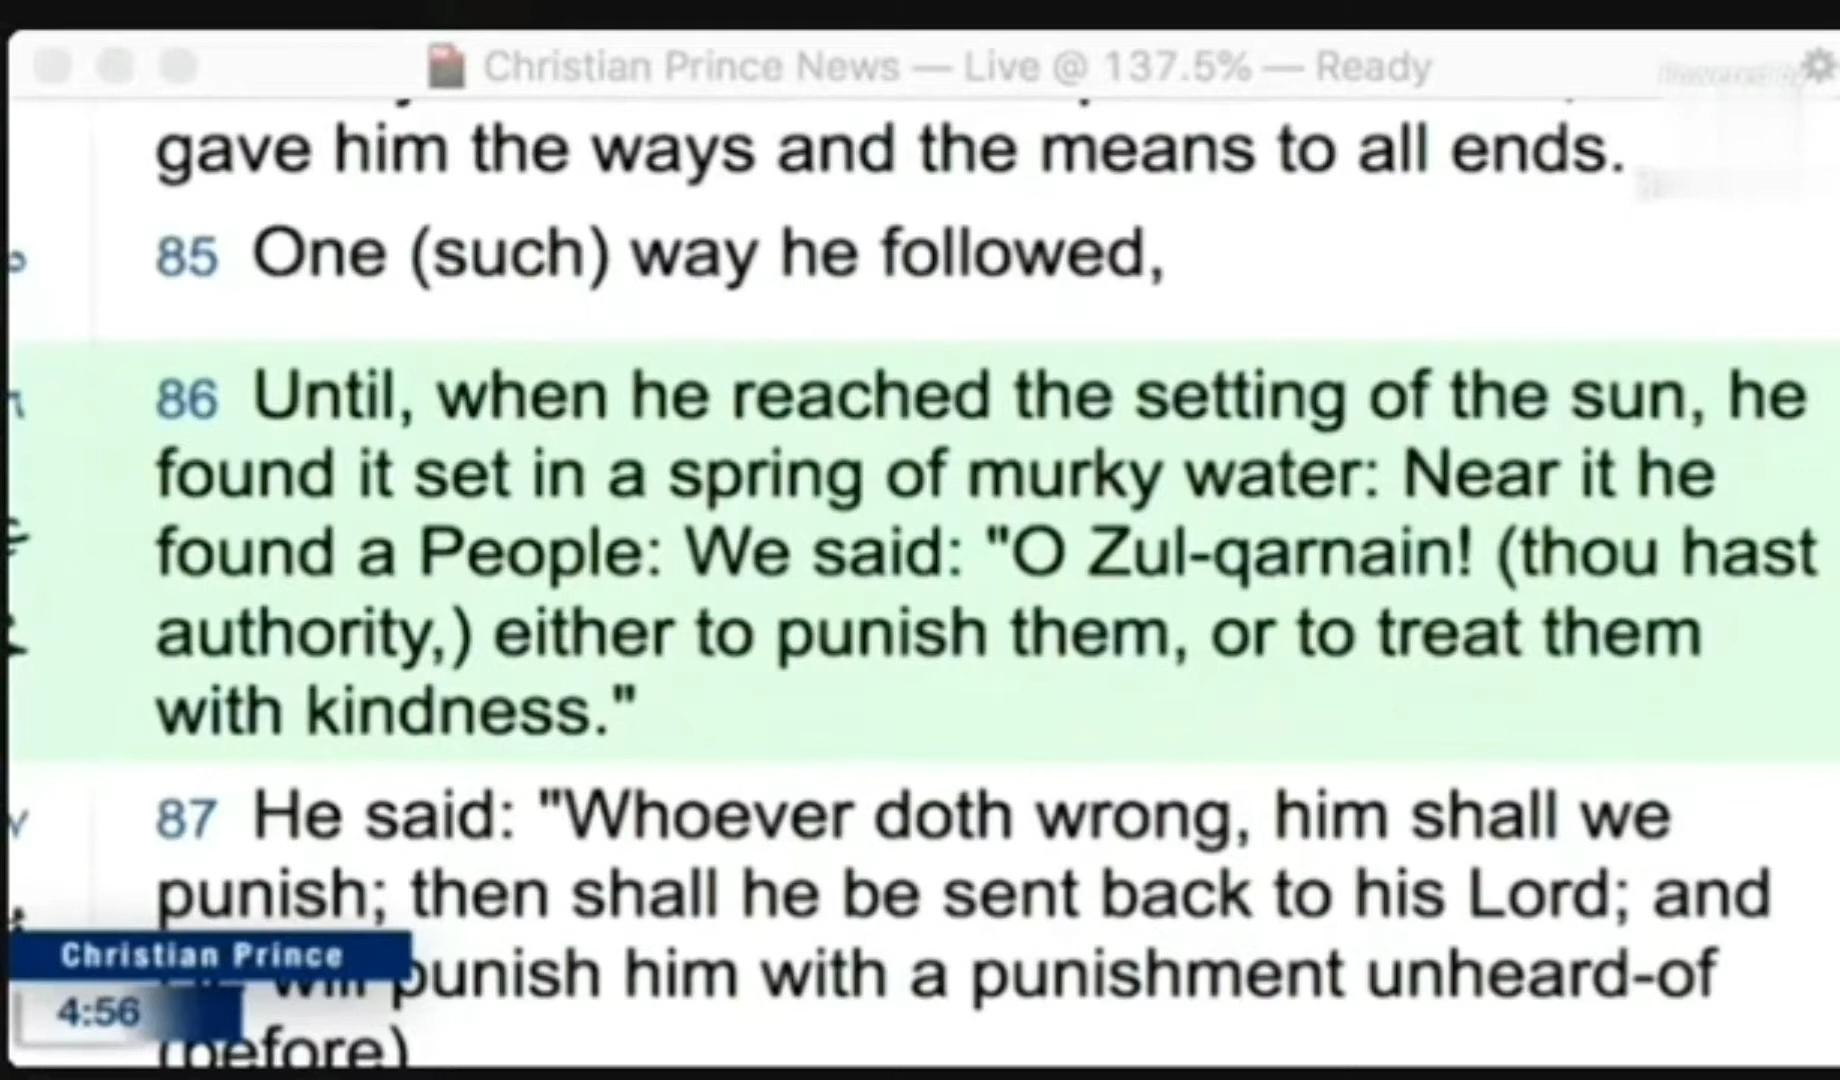 Christian Prince News — Live @ 137.5% — Ready
gave him the ways and the means to all ends.
85 One (such) way he followed,
86 Until, when he reached the setting of the sun, he
found it set in a spring of murky water: Near it he
found a People: We said: "O Zul-qarnain! (thou hast
authority,) either to punish them, or to treat them
with kindness."
87 He said: "Whoever doth wrong, him shall we
punish; then shall he be sent back to his Lord; and
will punish him with a punishment unheard-of
(before)
Christian Prince
4:56